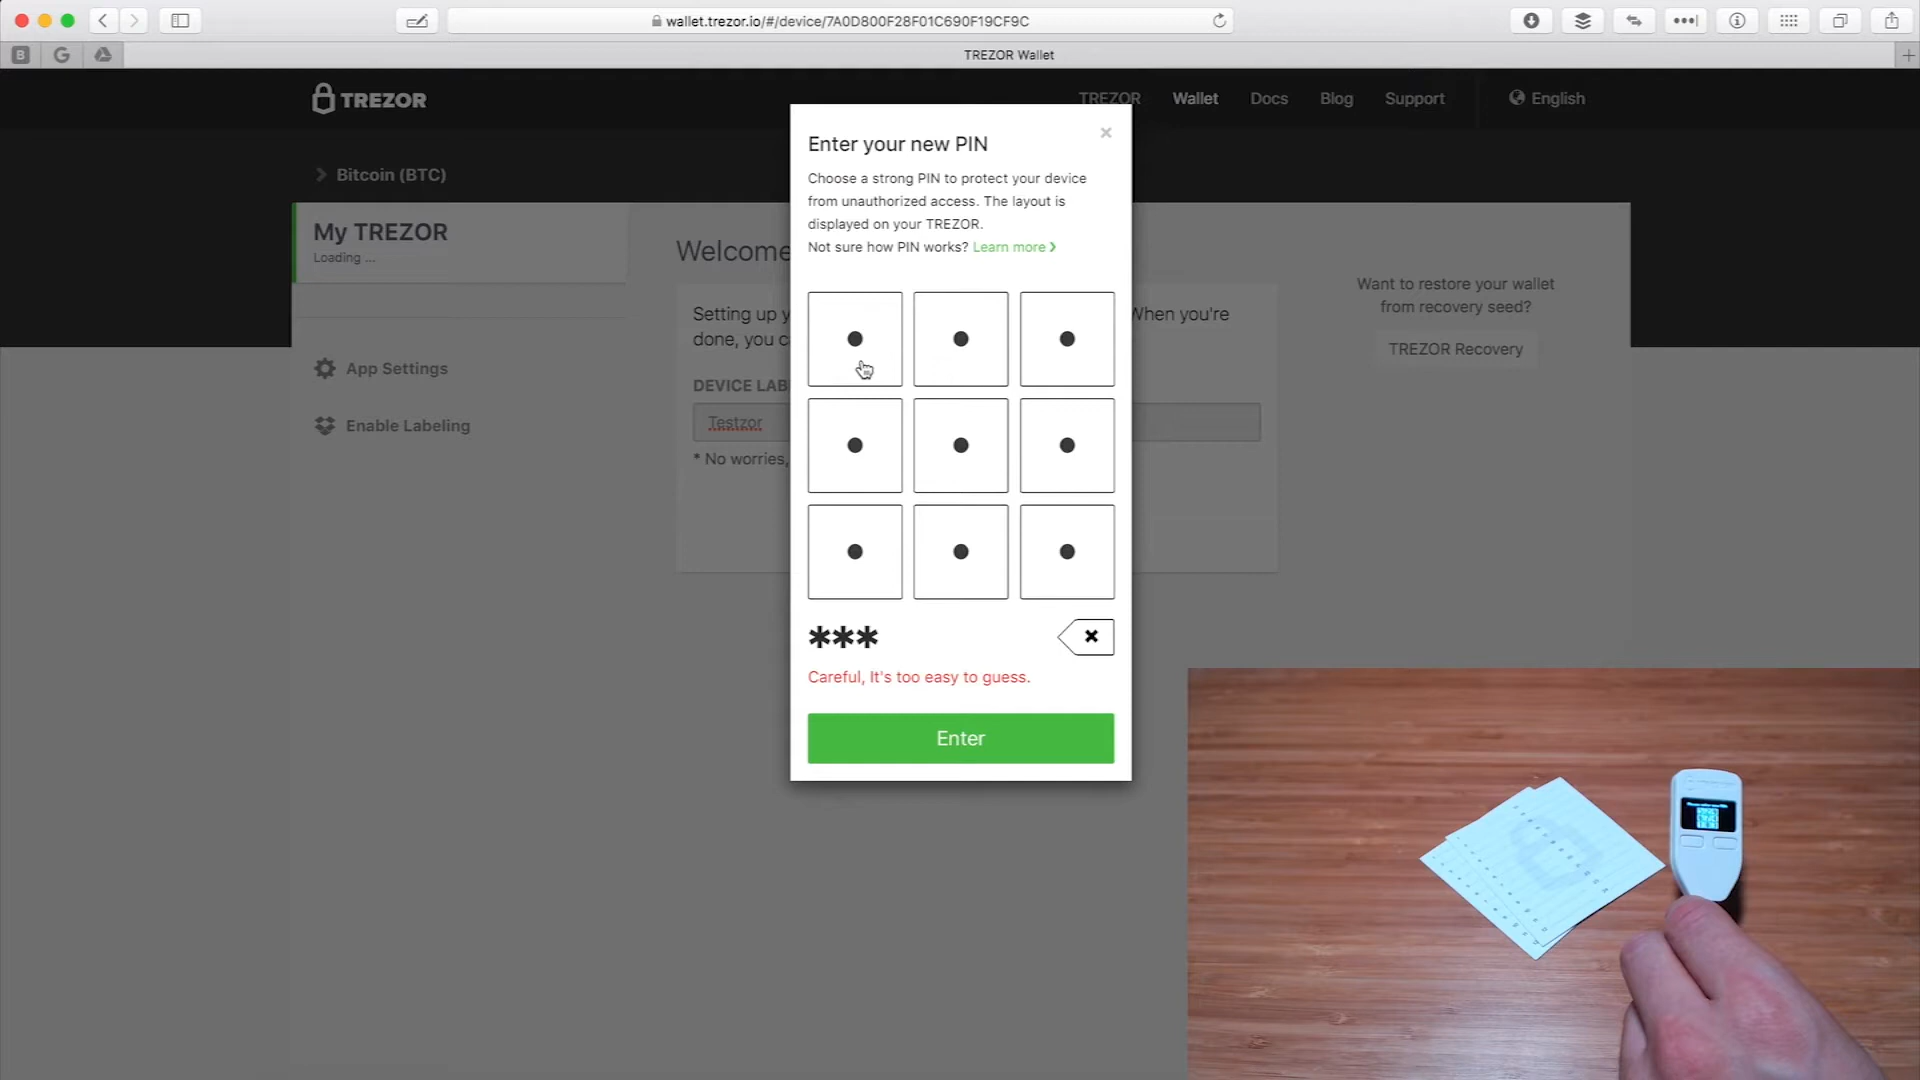 wallet.trezor.io/#/device/7A0D800F28F01C690F19CF9C
B
G
TREZOR Wallet
TREZOR
TREZOR
Wallet
Docs
Blog
Support
English
Bitcoin (BTC)
My TREZOR
Loading ...
App Settings
Enable Labeling
Welcome
Setting up y
When you're
done, you c
DEVICE LAB
Testzor
* No worries,
Want to restore your wallet
from recovery seed?
TREZOR Recovery
Enter your new PIN
Choose a strong PIN to protect your device
from unauthorized access. The layout is
displayed on your TREZOR.
Not sure how PIN works? Learn more
***
Careful, It's too easy to guess.
Enter